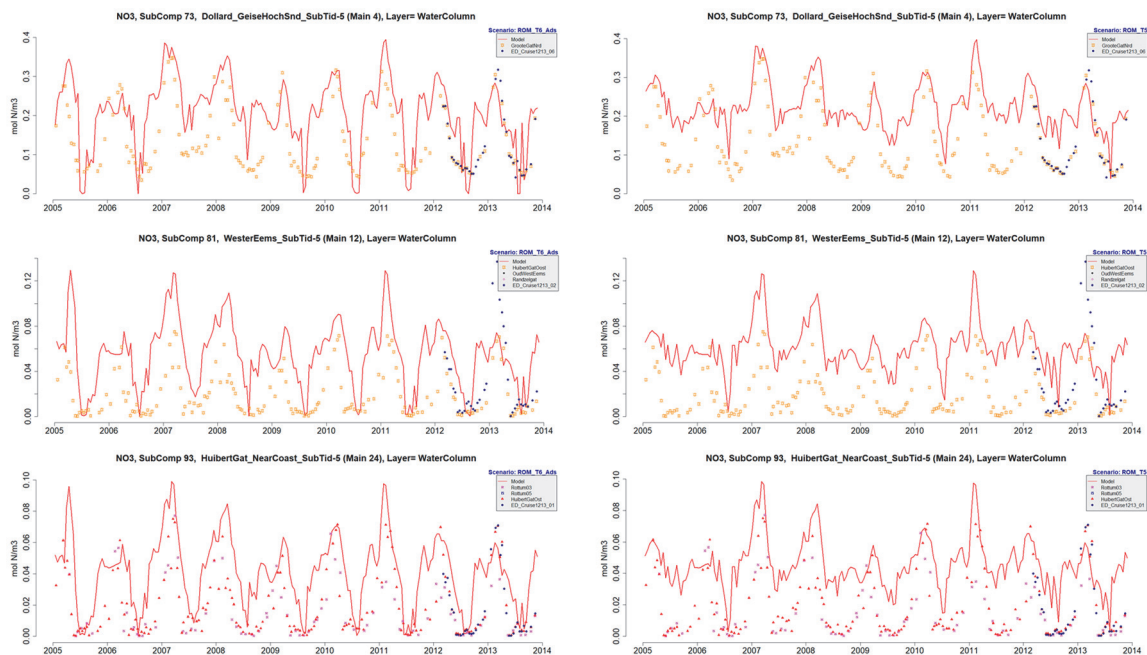 NO3, SubComp 73, Dollard_GeiseHochSnd_SubTid-5 (Main 4), Layer= WaterColumn
Scenario: ROM_T6_Ads
Model
GrooteGatNrd
ED_Cruise1213_06
mol N/m3
0.0 0.1 0.2 0.3 0.4
2005 2006 2007 2008 2009 2010 2011 2012 2013 2014
NO3, SubComp 73, Dollard_GeiseHochSnd_SubTid-5 (Main 4), Layer= WaterColumn
Scenario: ROM_T5
Model
GrooteGatNrd
ED_Cruise1213_06
mol N/m3
0.0 0.1 0.2 0.3 0.4
2005 2006 2007 2008 2009 2010 2011 2012 2013 2014
NO3, SubComp 81, WesterEems_SubTid-5 (Main 12), Layer= WaterColumn
Scenario: ROM_T6_Ads
Model
HuibertGatOost
OudWestEems
Randzelgat
ED_Cruise1213_02
mol N/m3
0.00 0.04 0.08 0.12
2005 2006 2007 2008 2009 2010 2011 2012 2013 2014
NO3, SubComp 81, WesterEems_SubTid-5 (Main 12), Layer= WaterColumn
Scenario: ROM_T5
Model
HuibertGatOost
OudWestEems
Randzelgat
ED_Cruise1213_02
mol N/m3
0.00 0.04 0.08 0.12
2005 2006 2007 2008 2009 2010 2011 2012 2013 2014
NO3, SubComp 93, HuibertGat_NearCoast_SubTid-5 (Main 24), Layer= WaterColumn
Scenario: ROM_T6_Ads
Model
Rottum03
Rottum05
HuibertGatOst
ED_Cruise1213_01
mol N/m3
0.00 0.02 0.04 0.06 0.08 0.10
2005 2006 2007 2008 2009 2010 2011 2012 2013 2014
NO3, SubComp 93, HuibertGat_NearCoast_SubTid-5 (Main 24), Layer= WaterColumn
Scenario: ROM_T5
Model
Rottum03
Rottum05
HuibertGatOst
ED_Cruise1213_01
mol N/m3
0.00 0.02 0.04 0.06 0.08 0.10
2005 2006 2007 2008 2009 2010 2011 2012 2013 2014